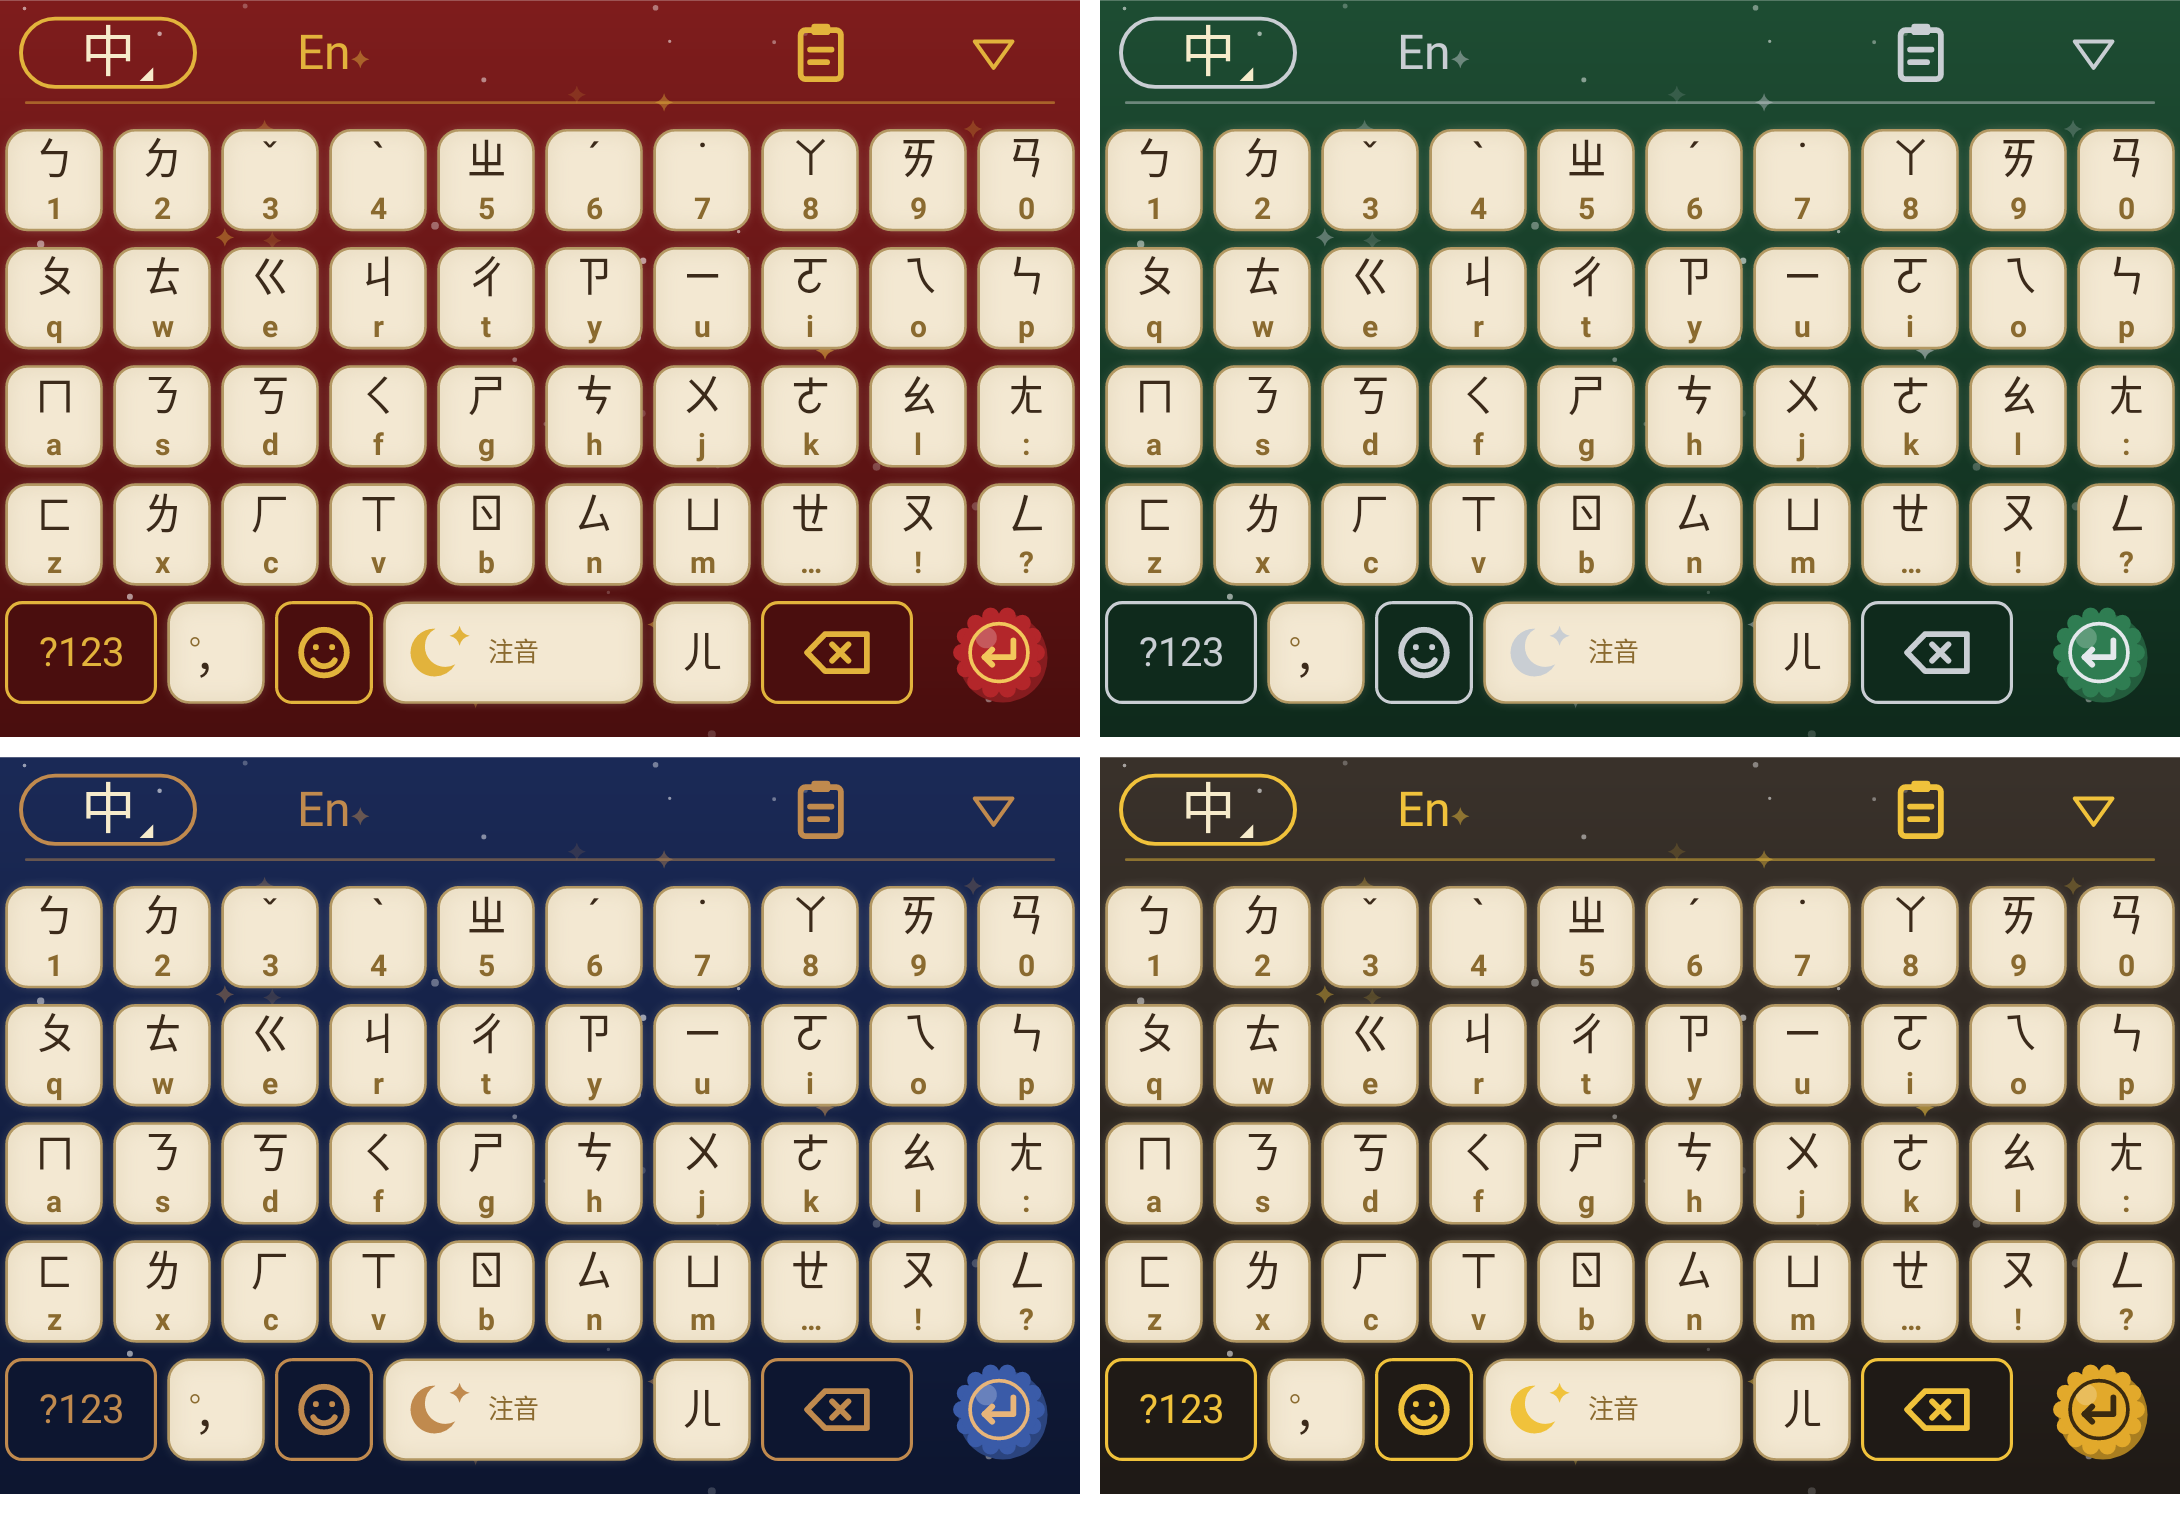 中 En
ㄅ ㄉ ˇ ˋ ㄓ ˊ ˙ ㄚ ㄞ ㄢ
1 2 3 4 5 6 7 8 9 0
ㄆ ㄊ ㄍ ㄐ ㄔ ㄗ ㄧ ㄛ ㄟ ㄣ
q w e r t y u i o p
ㄇ ㄋ ㄎ ㄑ ㄕ ㄘ ㄨ ㄜ ㄠ ㄤ
a s d f g h j k l :
ㄈ ㄌ ㄏ ㄒ ㄖ ㄙ ㄩ ㄝ ㄡ ㄥ
z x c v b n m … ! ?
?123 °, 注音 ㄦ
中 En
ㄅ ㄉ ˇ ˋ ㄓ ˊ ˙ ㄚ ㄞ ㄢ
1 2 3 4 5 6 7 8 9 0
ㄆ ㄊ ㄍ ㄐ ㄔ ㄗ ㄧ ㄛ ㄟ ㄣ
q w e r t y u i o p
ㄇ ㄋ ㄎ ㄑ ㄕ ㄘ ㄨ ㄜ ㄠ ㄤ
a s d f g h j k l :
ㄈ ㄌ ㄏ ㄒ ㄖ ㄙ ㄩ ㄝ ㄡ ㄥ
z x c v b n m … ! ?
?123 °, 注音 ㄦ
中 En
ㄅ ㄉ ˇ ˋ ㄓ ˊ ˙ ㄚ ㄞ ㄢ
1 2 3 4 5 6 7 8 9 0
ㄆ ㄊ ㄍ ㄐ ㄔ ㄗ ㄧ ㄛ ㄟ ㄣ
q w e r t y u i o p
ㄇ ㄋ ㄎ ㄑ ㄕ ㄘ ㄨ ㄜ ㄠ ㄤ
a s d f g h j k l :
ㄈ ㄌ ㄏ ㄒ ㄖ ㄙ ㄩ ㄝ ㄡ ㄥ
z x c v b n m … ! ?
?123 °, 注音 ㄦ
中 En
ㄅ ㄉ ˇ ˋ ㄓ ˊ ˙ ㄚ ㄞ ㄢ
1 2 3 4 5 6 7 8 9 0
ㄆ ㄊ ㄍ ㄐ ㄔ ㄗ ㄧ ㄛ ㄟ ㄣ
q w e r t y u i o p
ㄇ ㄋ ㄎ ㄑ ㄕ ㄘ ㄨ ㄜ ㄠ ㄤ
a s d f g h j k l :
ㄈ ㄌ ㄏ ㄒ ㄖ ㄙ ㄩ ㄝ ㄡ ㄥ
z x c v b n m … ! ?
?123 °, 注音 ㄦ